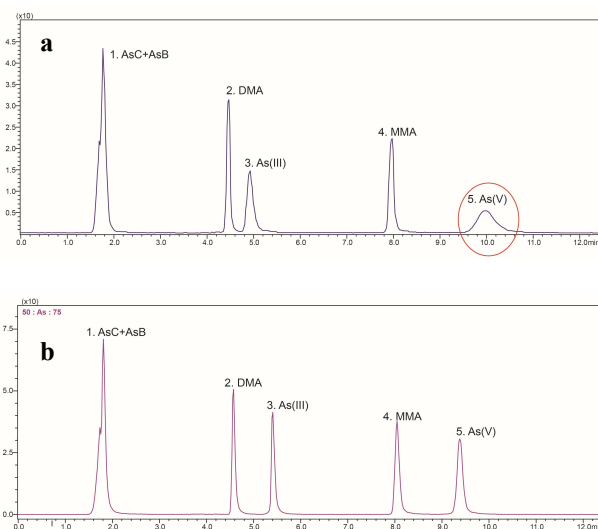 (x10)
a
1. AsC+AsB
4.5
4.0
3.5
2. DMA
3.0
2.5
4. MMA
2.0
3. As(III)
1.5
1.0
5. As(V)
0.5
0.0 1.0 2.0 3.0 4.0 5.0 6.0 7.0 8.0 9.0 10.0 11.0 12.0min
(x10)
50 : As : 75
7.5
1. AsC+AsB
b
2. DMA
5.0
3. As(III)
4. MMA
5. As(V)
2.5
0.0
0.0 1.0 2.0 3.0 4.0 5.0 6.0 7.0 8.0 9.0 10.0 11.0